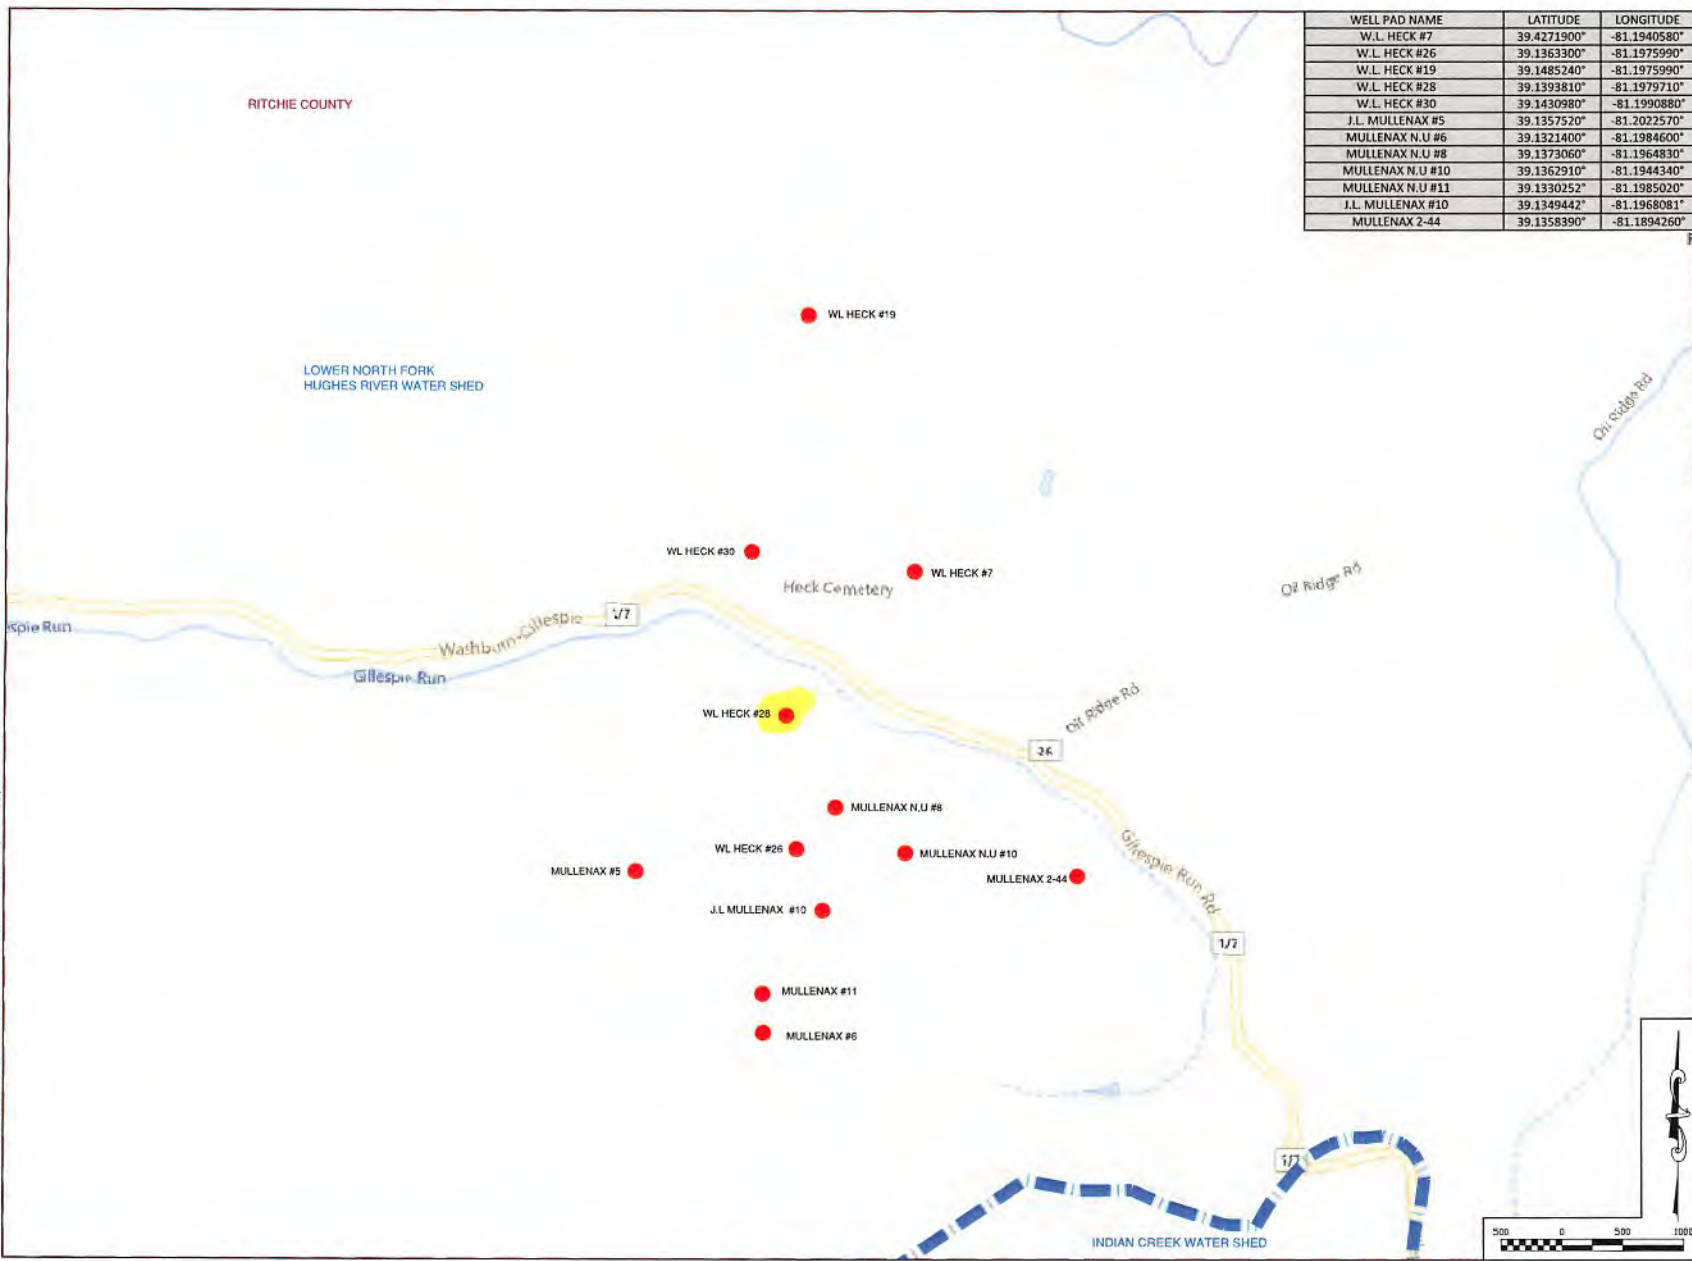 WELL PAD NAME LATITUDE LONGITUDE
W.L. HECK #7 39.4271900° -81.1940580°
W.L. HECK #26 39.1363300° -81.1975990°
W.L. HECK #19 39.1485240° -81.1975990°
W.L. HECK #28 39.1393810° -81.1979710°
W.L. HECK #30 39.1430980° -81.1990880°
J.L. MULLENAX #5 39.1357520° -81.2022570°
MULLENAX N.U #6 39.1321400° -81.1984600°
MULLENAX N.U #8 39.1373060° -81.1964830°
MULLENAX N.U #10 39.1362910° -81.1944340°
MULLENAX N.U #11 39.1330252° -81.1985020°
J.L. MULLENAX #10 39.1349442° -81.1968081°
MULLENAX 2-44 39.1358390° -81.1894260°
RITCHIE COUNTY
WL HECK #19
LOWER NORTH FORK
HUGHES RIVER WATER SHED
Oil Ridge Rd
WL HECK #30
WL HECK #7
Heck Cemetery
Oil Ridge Rd
1/7
spie Run
Washburn-Gillespie
Gillespie Run
Oil Ridge Rd
WL HECK #28
26
MULLENAX N,U #8
WL HECK #26
MULLENAX N.U #10
Gillespie Run Rd
MULLENAX #5
MULLENAX 2-44
J.L MULLENAX #10
1/7
MULLENAX #11
MULLENAX #6
1/7
INDIAN CREEK WATER SHED
500 0 500 1000